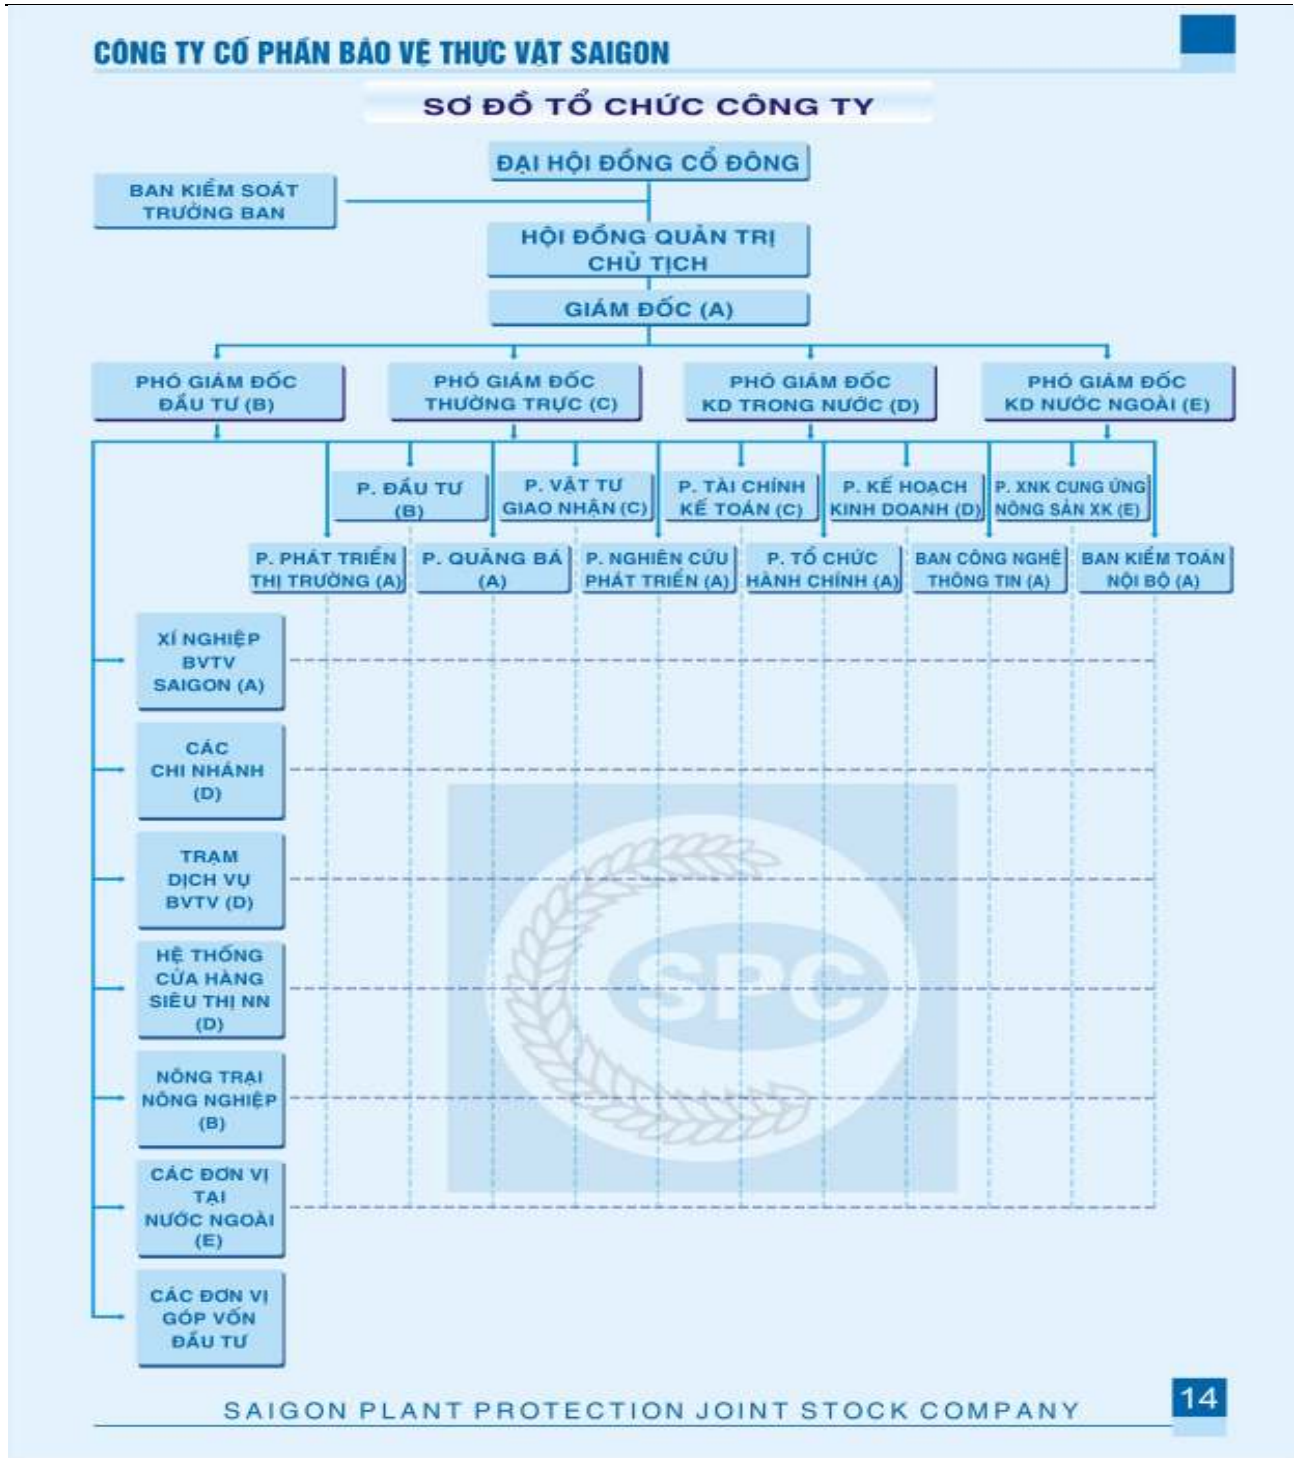 CÔNG TY CỔ PHẦN BẢO VỆ THỰC VẬT SAIGON
SƠ ĐỒ TỔ CHỨC CÔNG TY
ĐẠI HỘI ĐỒNG CỔ ĐÔNG
BAN KIỂM SOÁT
TRƯỞNG BAN
HỘI ĐỒNG QUẢN TRỊ
CHỦ TỊCH
GIÁM ĐỐC (A)
PHÓ GIÁM ĐỐC
ĐẦU TƯ (B)
PHÓ GIÁM ĐỐC
THƯỜNG TRỰC (C)
PHÓ GIÁM ĐỐC
KD TRONG NƯỚC (D)
PHÓ GIÁM ĐỐC
KD NƯỚC NGOÀI (E)
P. ĐẦU TƯ
(B)
P. VẬT TƯ
GIAO NHẬN (C)
P. TÀI CHÍNH
KẾ TOÁN (C)
P. KẾ HOẠCH
KINH DOANH (D)
P. XNK CUNG ỨNG
NÔNG SẢN XK (E)
P. PHÁT TRIỂN
THỊ TRƯỜNG (A)
P. QUẢNG BÁ
(A)
P. NGHIÊN CỨU
PHÁT TRIỂN (A)
P. TỔ CHỨC
HÀNH CHÍNH (A)
BAN CÔNG NGHỆ
THÔNG TIN (A)
BAN KIỂM TOÁN
NỘI BỘ (A)
XÍ NGHIỆP
BVTV
SAIGON (A)
CÁC
CHI NHÁNH
(D)
TRẠM
DỊCH VỤ
BVTV (D)
HỆ THỐNG
CỬA HÀNG
SIÊU THỊ NN
(D)
NÔNG TRẠI
NÔNG NGHIỆP
(B)
CÁC ĐƠN VỊ
TẠI
NƯỚC NGOÀI
(E)
CÁC ĐƠN VỊ
GÓP VỐN
ĐẦU TƯ
SPC
SAIGON PLANT PROTECTION JOINT STOCK COMPANY
14